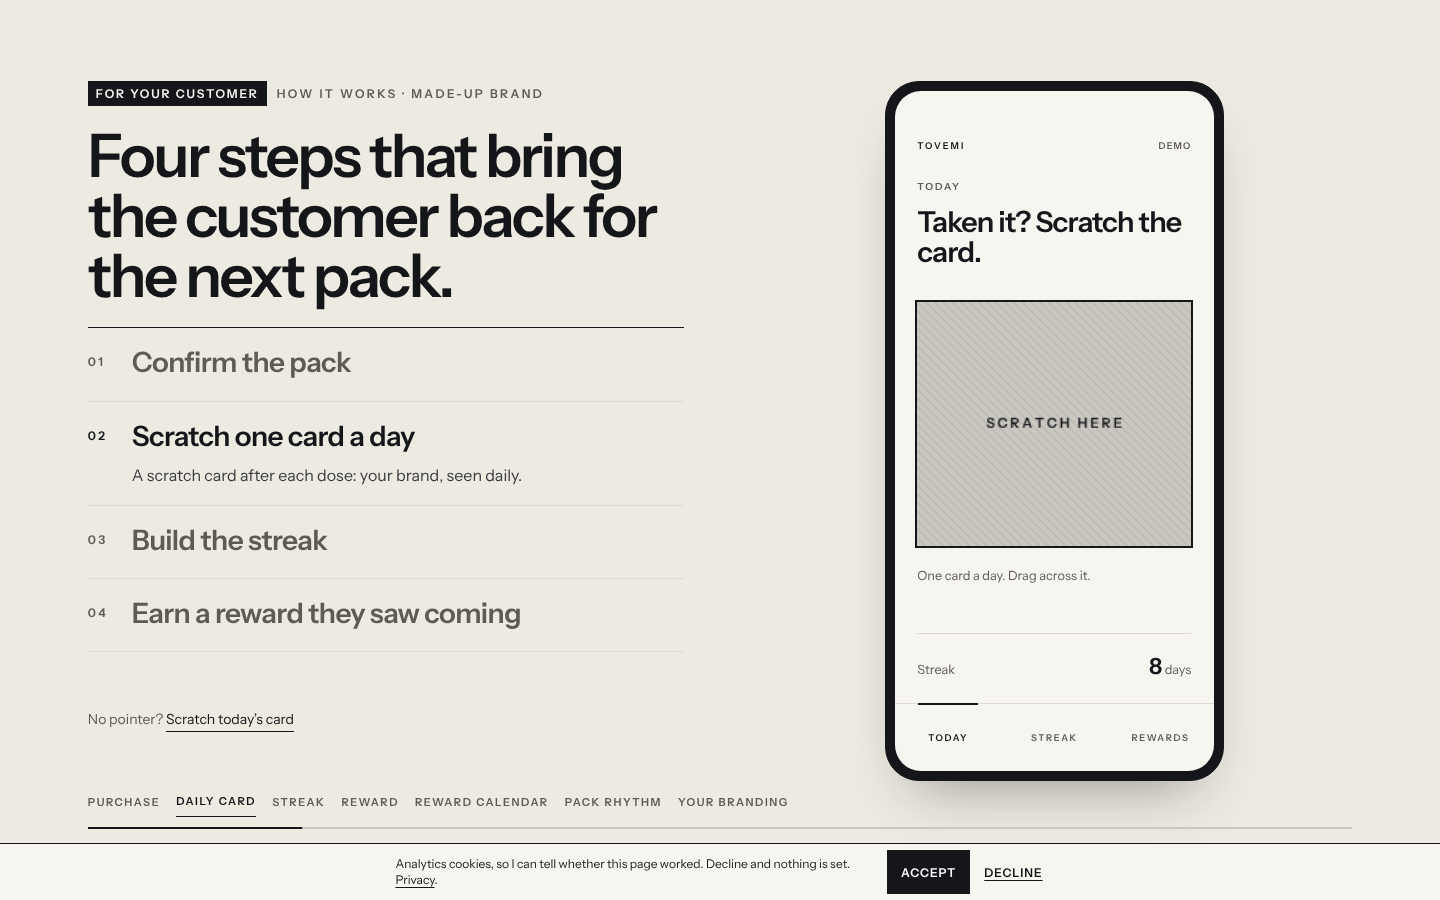 FOR YOUR CUSTOMER HOW IT WORKS · MADE-UP BRAND
Four steps that bring
the customer back for
the next pack.
01 Confirm the pack
02 Scratch one card a day
A scratch card after each dose: your brand, seen daily.
03 Build the streak
04 Earn a reward they saw coming
No pointer? Scratch today's card
TOVEMI DEMO
TODAY
Taken it? Scratch the
card.
SCRATCH HERE
One card a day. Drag across it.
Streak 8 days
TODAY STREAK REWARDS
PURCHASE DAILY CARD STREAK REWARD REWARD CALENDAR PACK RHYTHM YOUR BRANDING
Analytics cookies, so I can tell whether this page worked. Decline and nothing is set.
Privacy.
ACCEPT DECLINE